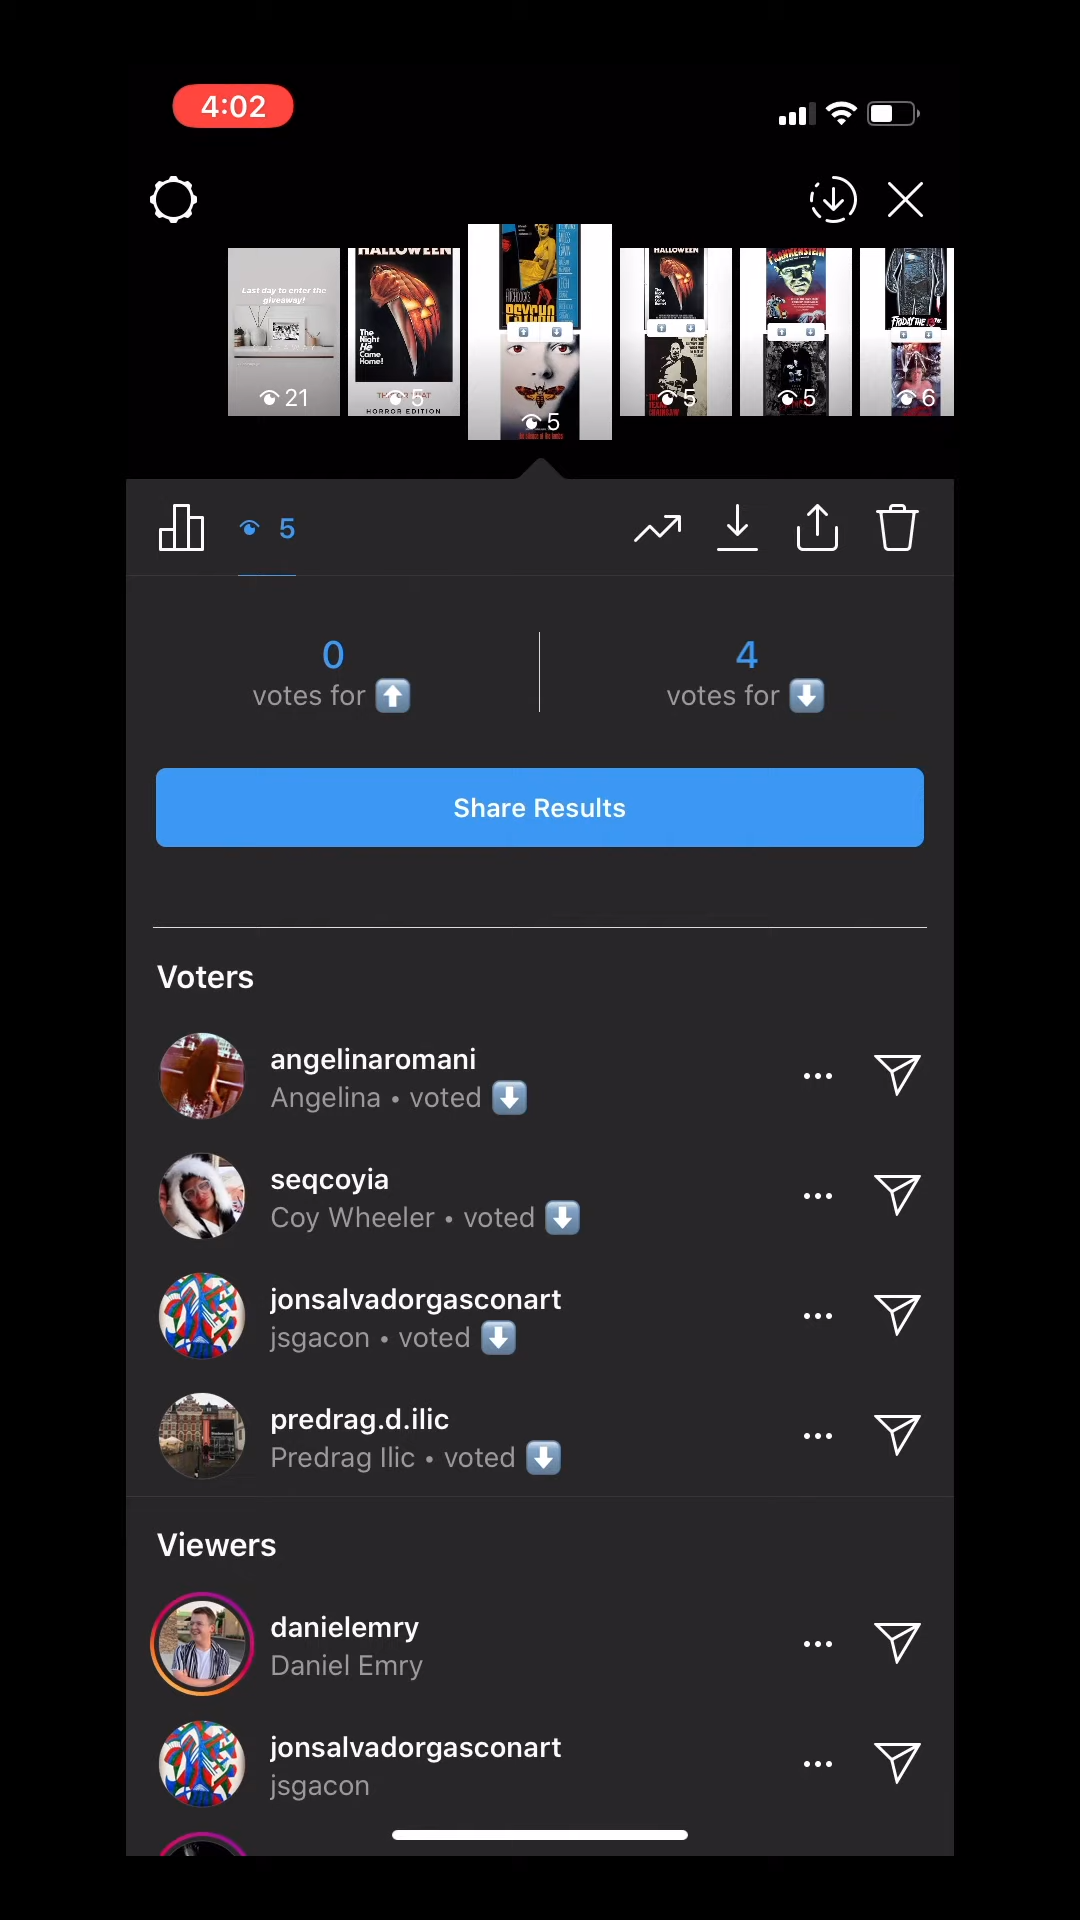 4:02
Last day to enter the
giveaway!
21
HALLOWEEN
The
Night
He
Came
Home!
5
HORROR EDITION
HITCHCOCK'S
PSYCHO
5
HALLOWEEN
5
FRANKENSTEIN
5
FRIDAY THE 13TH
6
5
0
votes for ⬆️
4
votes for ⬇️
Share Results
Voters
angelinaromani
Angelina • voted ⬇️
seqcoyia
Coy Wheeler • voted ⬇️
jonsalvadorgasconart
jsgacon • voted ⬇️
predrag.d.ilic
Predrag Ilic • voted ⬇️
Viewers
danielemry
Daniel Emry
jonsalvadorgasconart
jsgacon